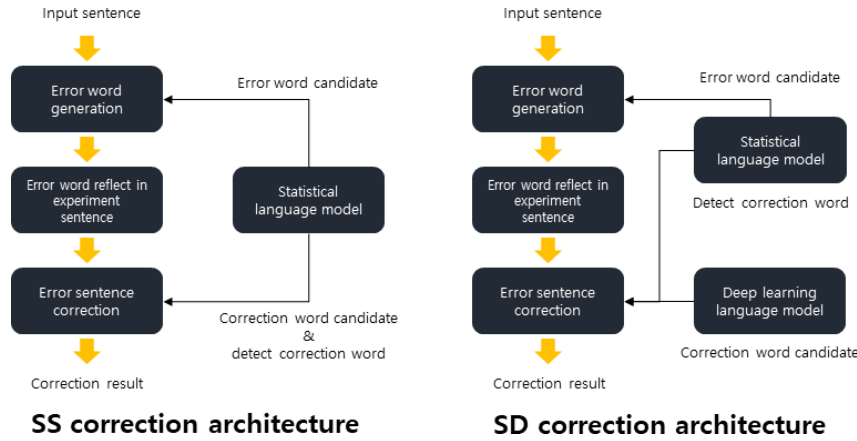 Input sentence
Error word
generation
Error word candidate
Error word reflect in
experiment
sentence
Statistical
language model
Error sentence
correction
Correction word candidate
&
detect correction word
Correction result
SS correction architecture
Input sentence
Error word
generation
Error word candidate
Statistical
language model
Detect correction word
Error word reflect in
experiment
sentence
Error sentence
correction
Deep learning
language model
Correction word candidate
Correction result
SD correction architecture